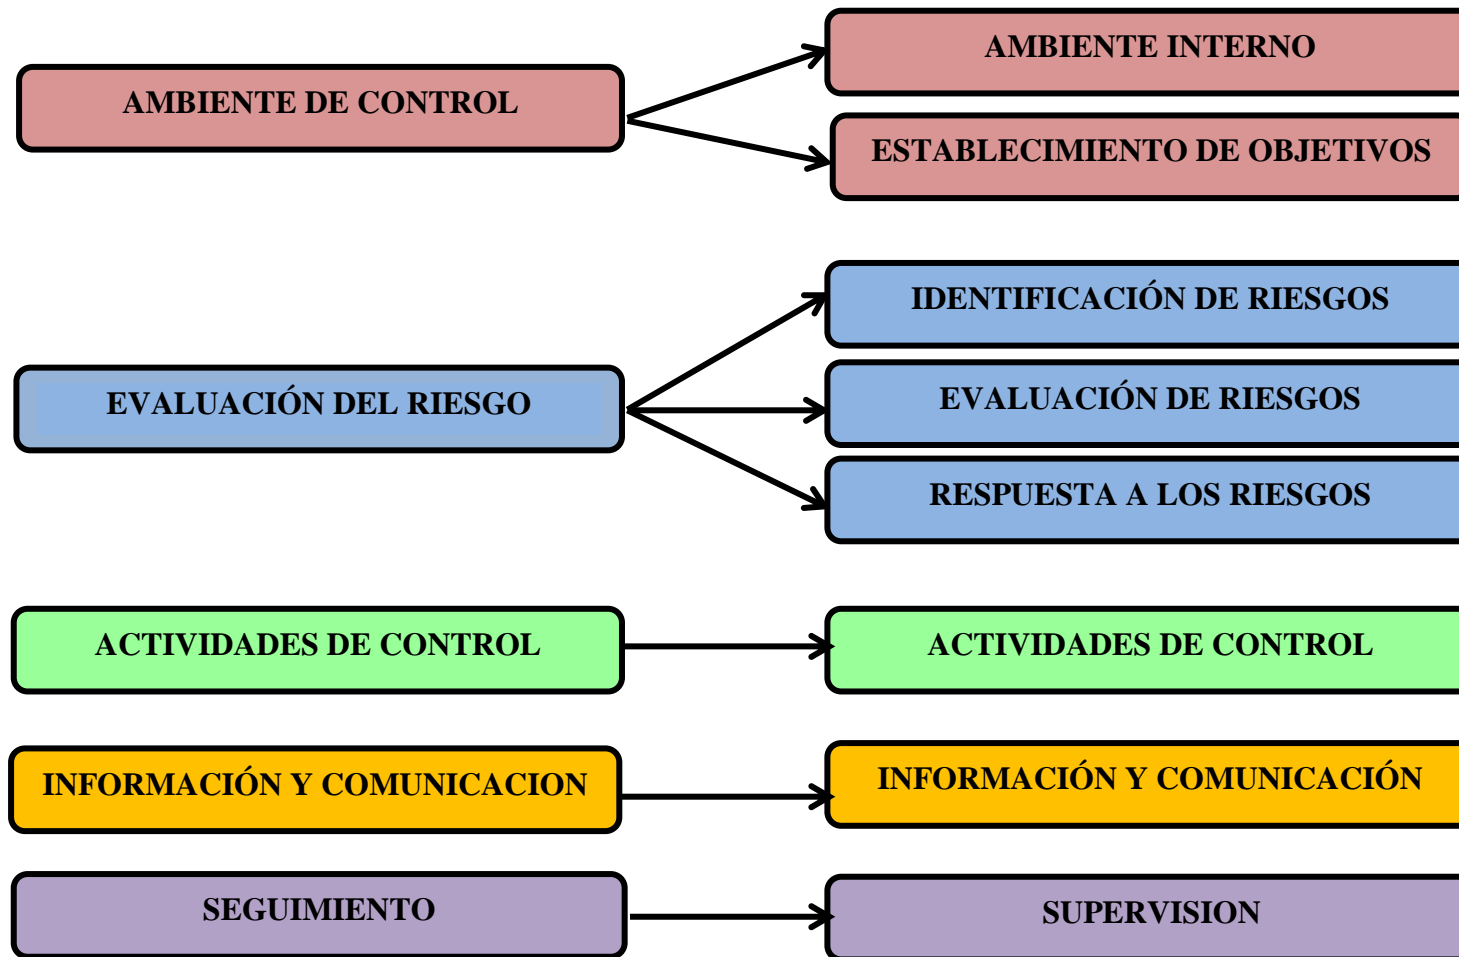 AMBIENTE DE CONTROL
AMBIENTE INTERNO
ESTABLECIMIENTO DE OBJETIVOS
EVALUACIÓN DEL RIESGO
IDENTIFICACIÓN DE RIESGOS
EVALUACIÓN DE RIESGOS
RESPUESTA A LOS RIESGOS
ACTIVIDADES DE CONTROL
ACTIVIDADES DE CONTROL
INFORMACIÓN Y COMUNICACION
INFORMACIÓN Y COMUNICACIÓN
SEGUIMIENTO
SUPERVISION